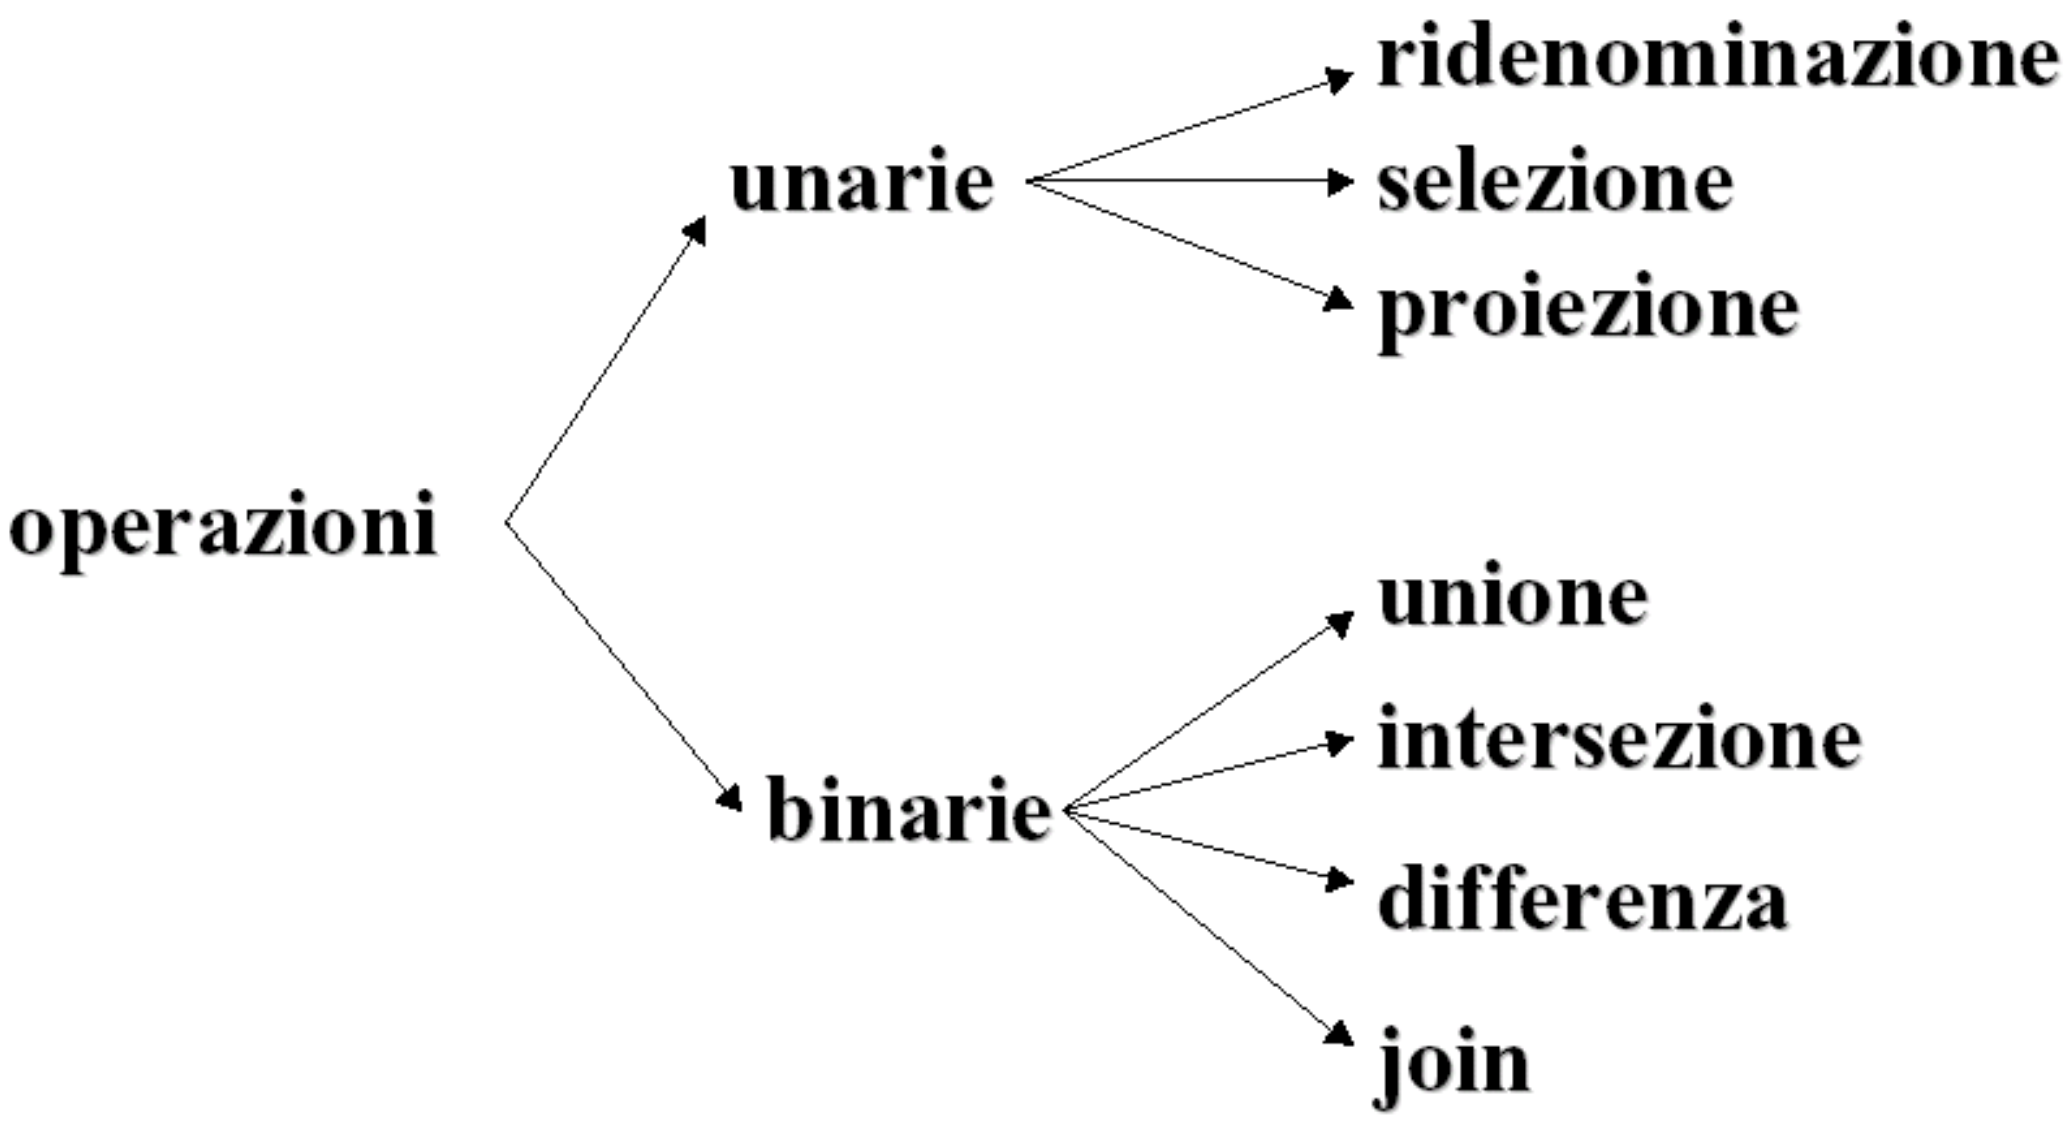 operazioni
unarie
ridenominazione
selezione
proiezione
binarie
unione
intersezione
differenza
join